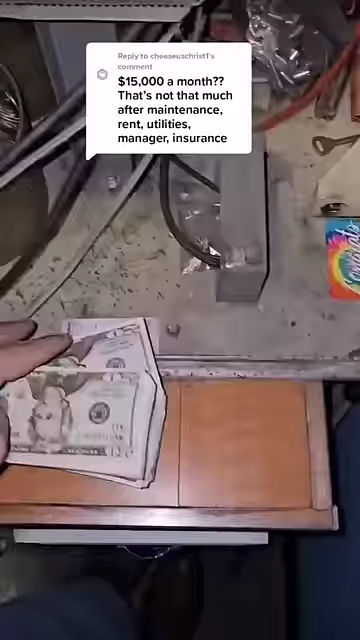 Reply to cheeseuschrist1's
comment
$15,000 a month??
That's not that much
after maintenance,
rent, utilities,
manager, insurance